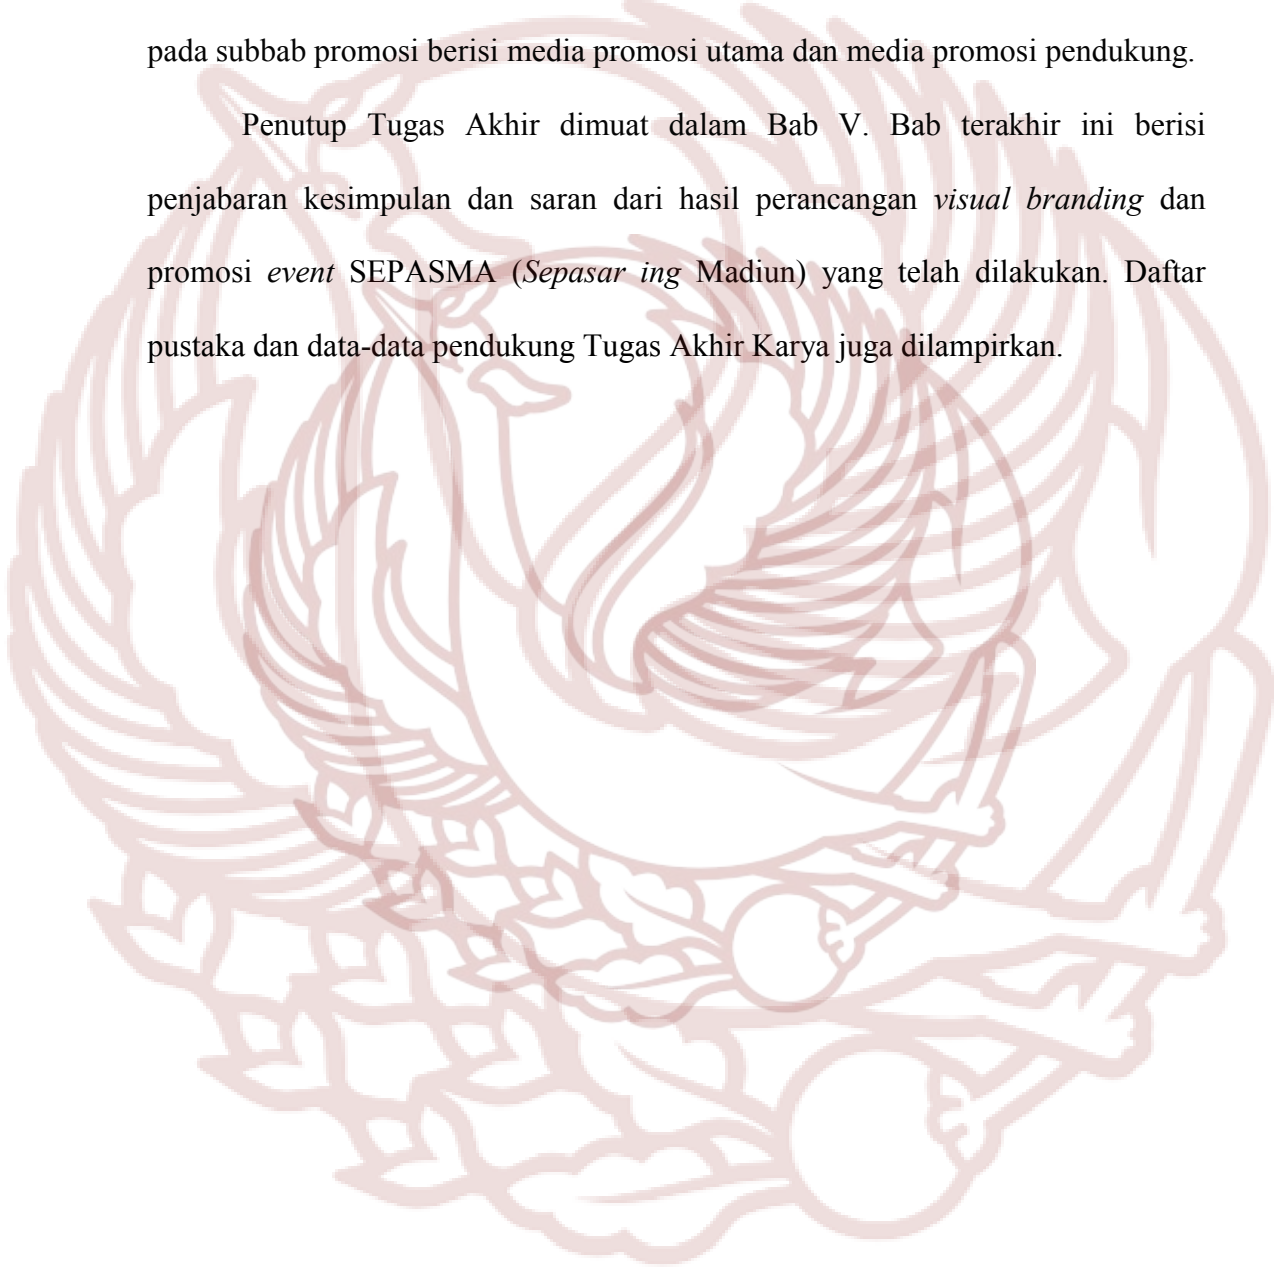 pada subbab promosi berisi media promosi utama dan media promosi pendukung.
Penutup Tugas Akhir dimuat dalam Bab V. Bab terakhir ini berisi
penjabaran kesimpulan dan saran dari hasil perancangan visual branding dan
promosi event SEPASMA (Sepasar ing Madiun) yang telah dilakukan. Daftar
pustaka dan data-data pendukung Tugas Akhir Karya juga dilampirkan.